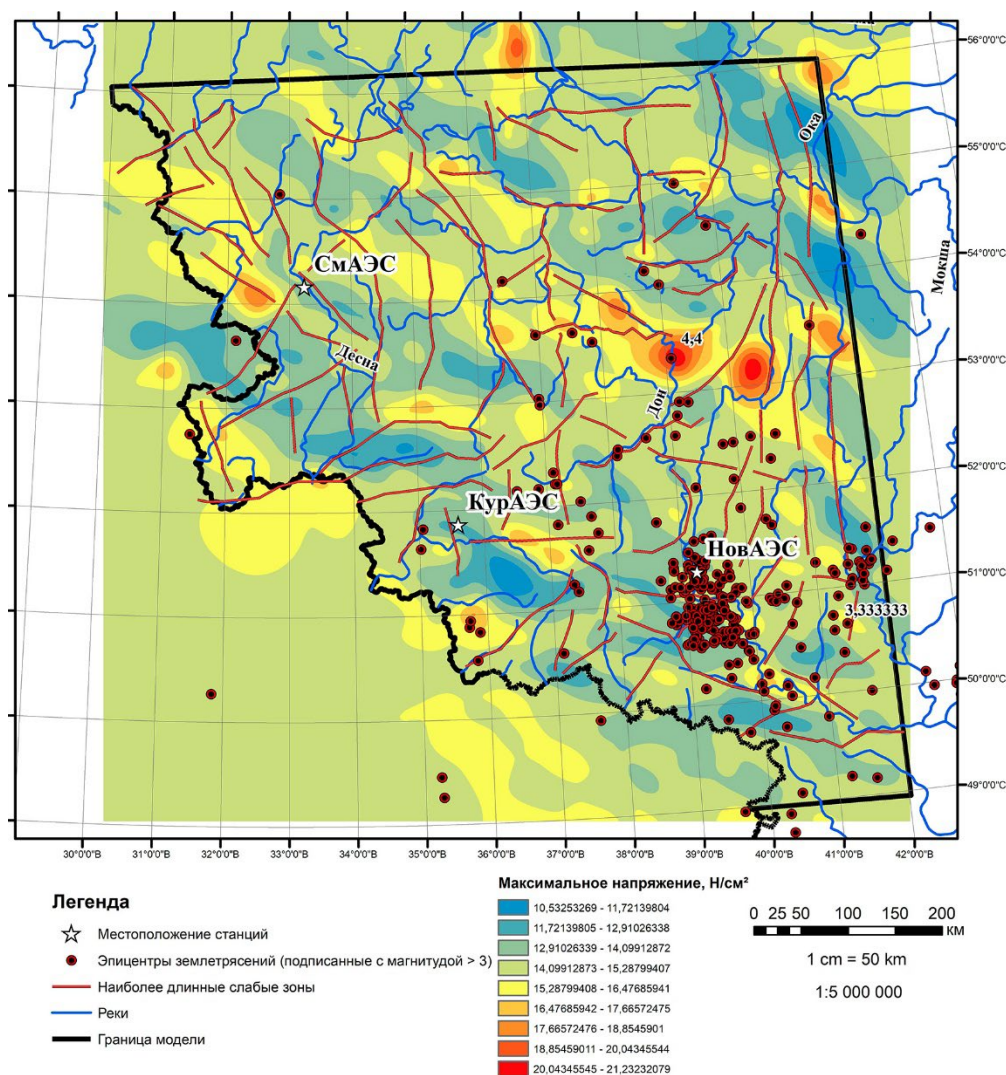 56°0'0"С
Ока
55°0'0"С
54°0'0"С
Мокша
СмАЭС
4,4
53°0'0"С
Десна
Дон
52°0'0"С
КурАЭС
НовАЭС
51°0'0"С
3,333333
50°0'0"С
49°0'0"С
30°0'0"В 31°0'0"В 32°0'0"В 33°0'0"В 34°0'0"В 35°0'0"В 36°0'0"В 37°0'0"В 38°0'0"В 39°0'0"В 40°0'0"В 41°0'0"В 42°0'0"В
Легенда
Местоположение станций
Эпицентры землетрясений (подписанные с магнитудой > 3)
Наиболее длинные слабые зоны
Реки
Граница модели
Максимальное напряжение, Н/см²
10,53253269 - 11,72139804
11,72139805 - 12,91026338
12,91026339 - 14,09912872
14,09912873 - 15,28799407
15,28799408 - 16,47685941
16,47685942 - 17,66572475
17,66572476 - 18,8545901
18,85459011 - 20,04345544
20,04345545 - 21,23232079
0 25 50 100 150 200
км
1 cm = 50 km
1:5 000 000